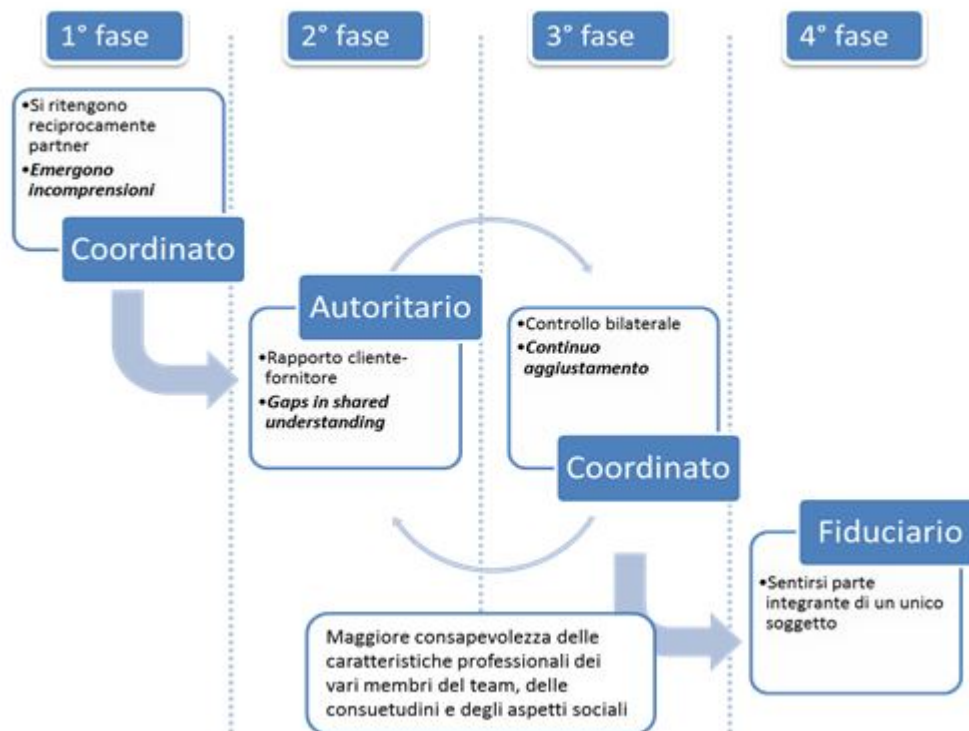 1° fase
2° fase
3° fase
4° fase
•Si ritengono
reciprocamente
partner
•Emergono
incomprensioni
Coordinato
Autoritario
•Rapporto cliente-
fornitore
•Gaps in shared
understanding
•Controllo bilaterale
•Continuo
aggiustamento
Coordinato
Fiduciario
•Sentirsi parte
integrante di un unico
soggetto
Maggiore consapevolezza delle
caratteristiche professionali dei
vari membri del team, delle
consuetudini e degli aspetti sociali